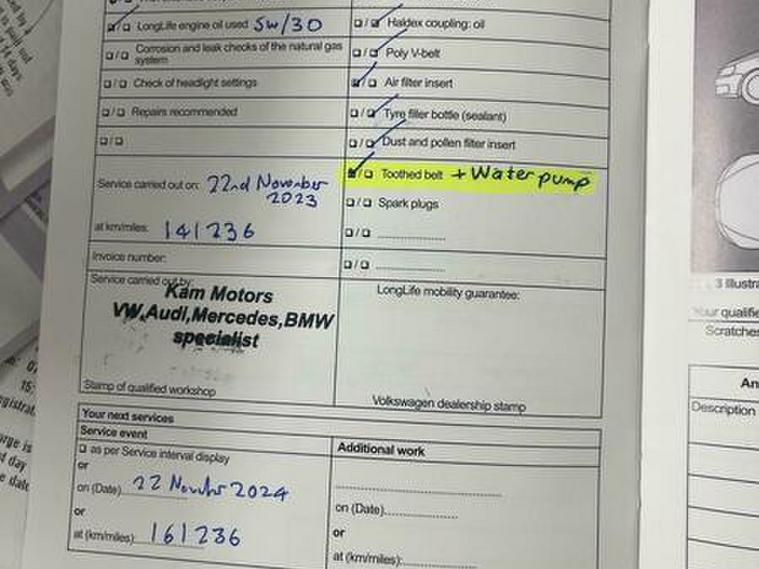 LongLife engine oil used 5w/30
Corrosion and leak checks of the natural gas
system
Check of headlight settings
Repairs recommended
Service carried out on: 22nd November
2023
at km/miles: 141236
Invoice number:
Service carried out by:
Kam Motors
VW,Audi,Mercedes,BMW
specialist
Stamp of qualified workshop
Haldex coupling: oil
Poly V-belt
Air filter insert
Tyre filler bottle (sealant)
Dust and pollen filter insert
Toothed belt + Water pump
Spark plugs
LongLife mobility guarantee:
Volkswagen dealership stamp
Your next services
Service event
as per Service interval display
or
on (Date) 22 Novmbr 2024
or
at (km/miles): 161236
Additional work
on (Date)
or
at (km/miles):
3 Illustra
Your qualifie
Scratches
An
Description